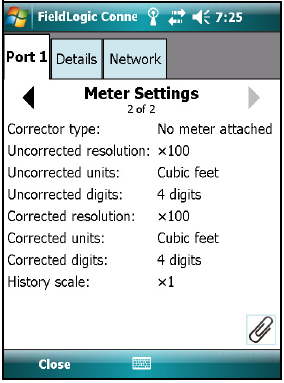 FieldLogic Conne 7:25
Port 1 Details Network
Meter Settings
2 of 2
Corrector type: No meter attached
Uncorrected resolution: ×100
Uncorrected units: Cubic feet
Uncorrected digits: 4 digits
Corrected resolution: ×100
Corrected units: Cubic feet
Corrected digits: 4 digits
History scale: ×1
Close